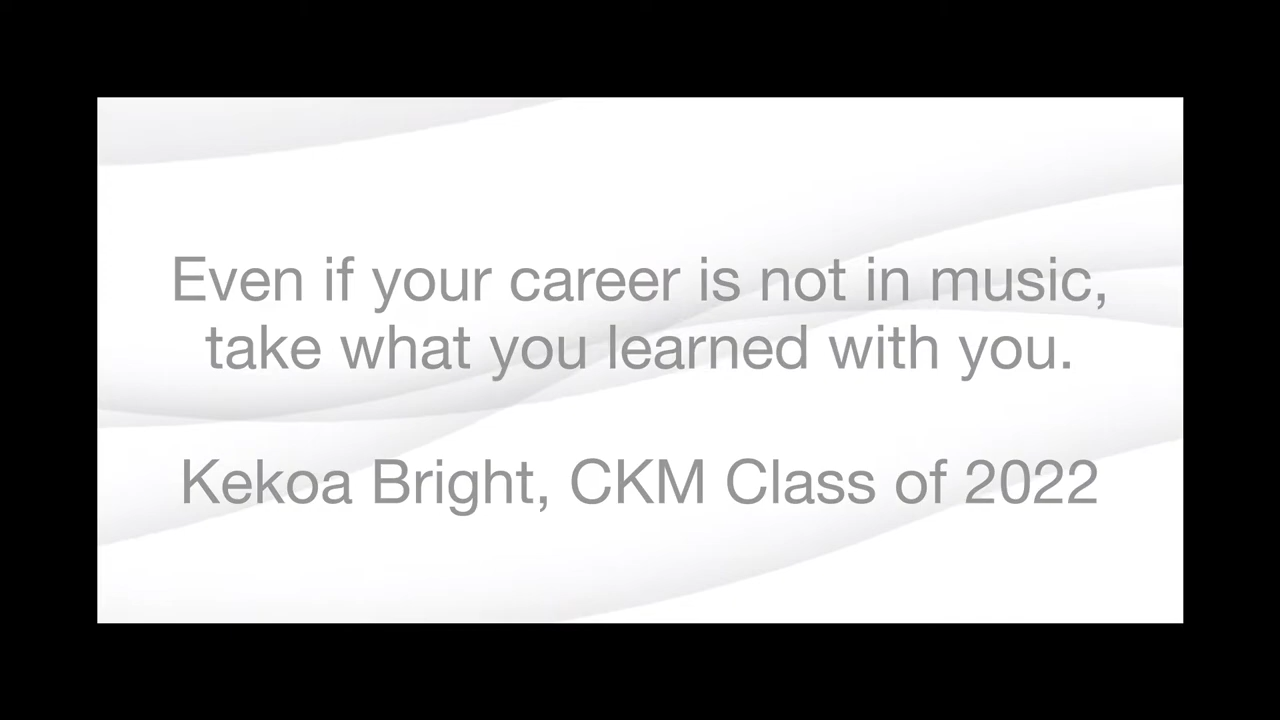 Even if your career is not in music,
take what you learned with you.
Kekoa Bright, CKM Class of 2022